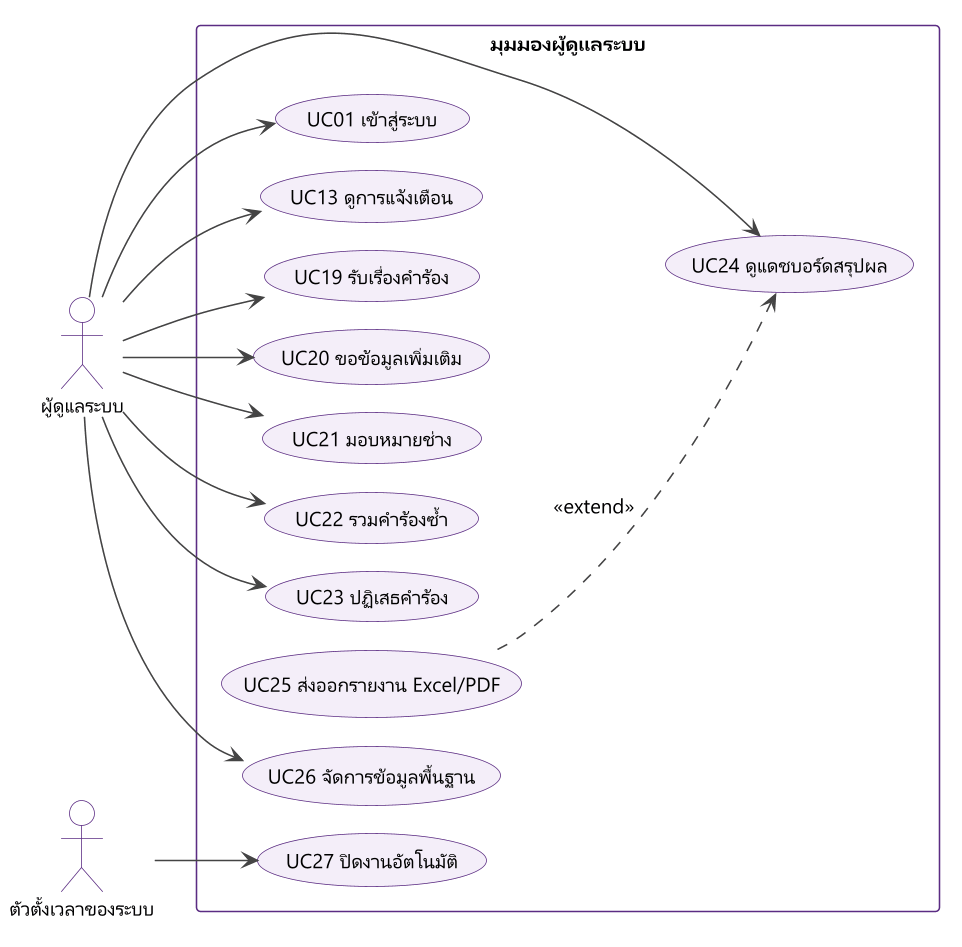 มุมมองผู้ดูแลระบบ
UC01 เข้าสู่ระบบ
UC13 ดูการแจ้งเตือน
UC24 ดูแดชบอร์ดสรุปผล
UC19 รับเรื่องคำร้อง
UC20 ขอข้อมูลเพิ่มเติม
ผู้ดูแลระบบ
UC21 มอบหมายช่าง
«extend»
UC22 รวมคำร้องซ้ำ
UC23 ปฏิเสธคำร้อง
UC25 ส่งออกรายงาน Excel/PDF
UC26 จัดการข้อมูลพื้นฐาน
UC27 ปิดงานอัตโนมัติ
ตัวตั้งเวลาของระบบ